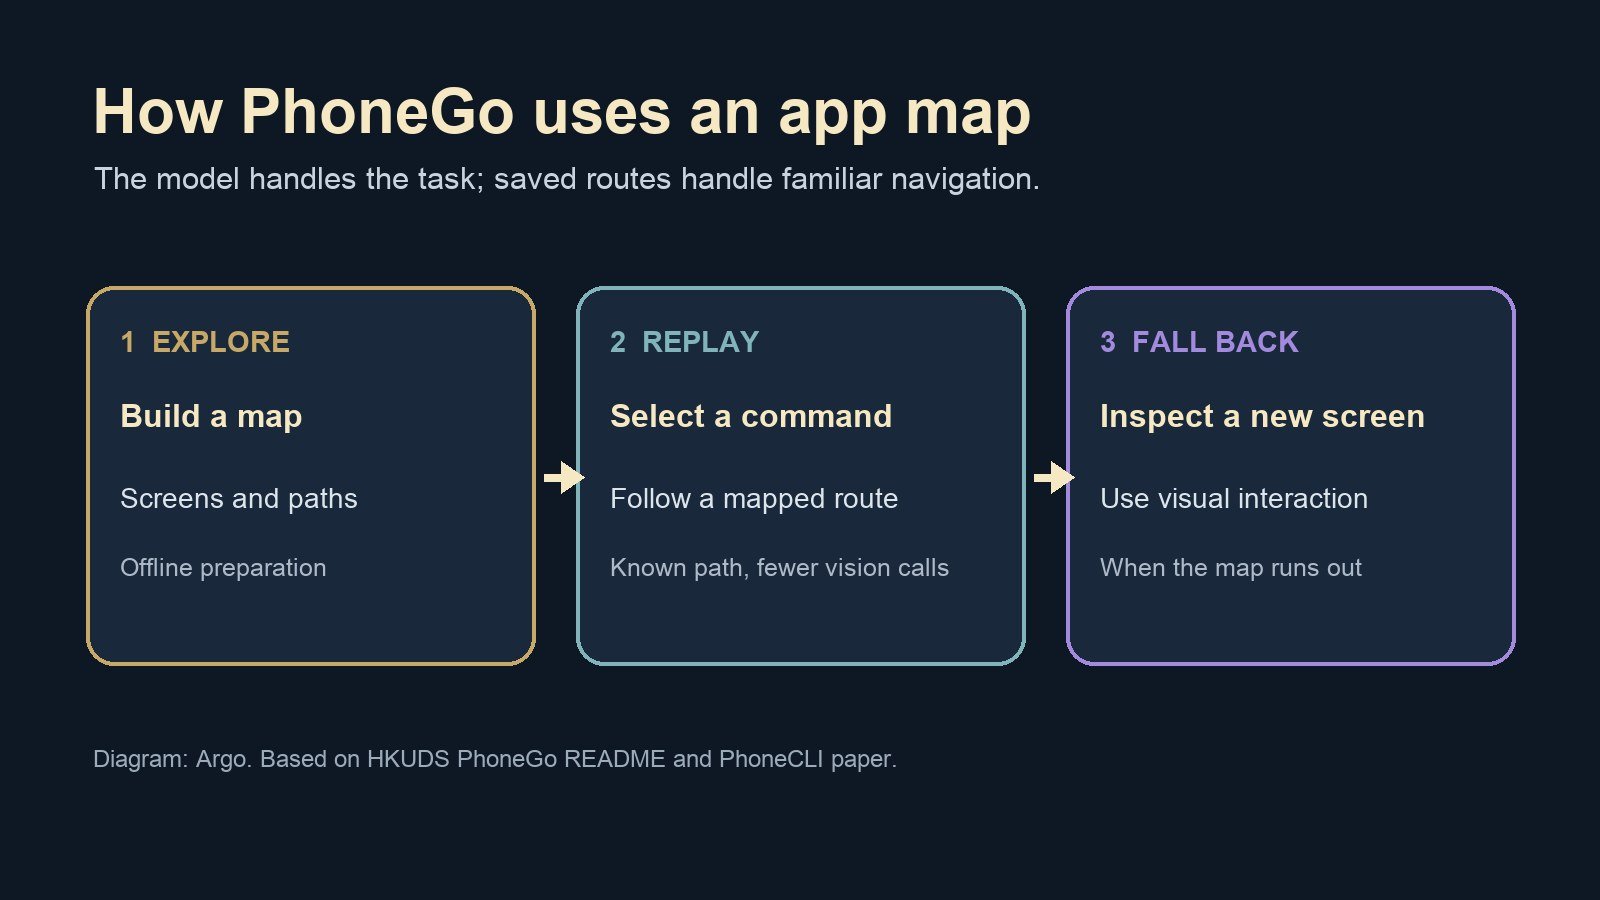 How PhoneGo uses an app map
The model handles the task; saved routes handle familiar navigation.
1 EXPLORE
Build a map
Screens and paths
Offline preparation
2 REPLAY
Select a command
Follow a mapped route
Known path, fewer vision calls
3 FALL BACK
Inspect a new screen
Use visual interaction
When the map runs out
Diagram: Argo. Based on HKUDS PhoneGo README and PhoneCLI paper.